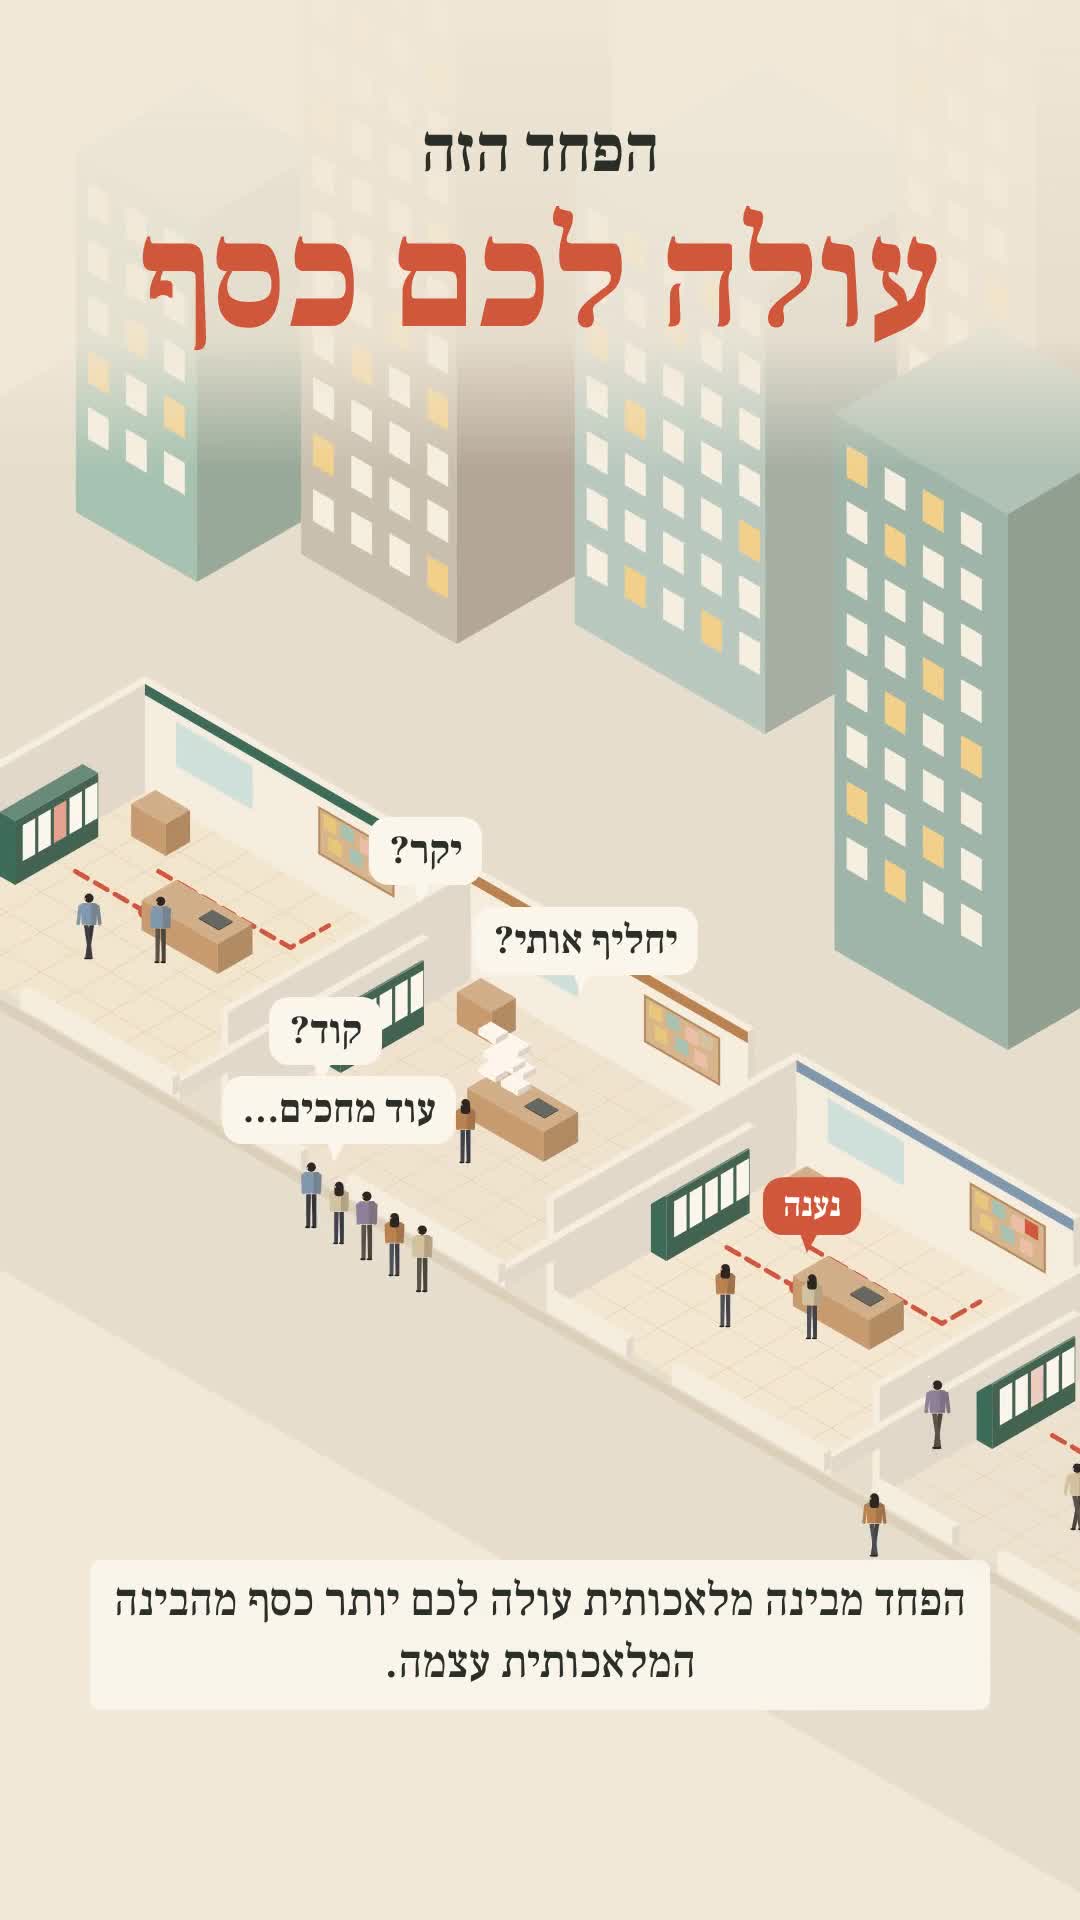 הפחד הזה
עולה לכם כסף
יקר?
יחליף אותי?
קוד?
עוד מחכים...
נענה
הפחד מבינה מלאכותית עולה לכם יותר כסף מהבינה
המלאכותית עצמה.